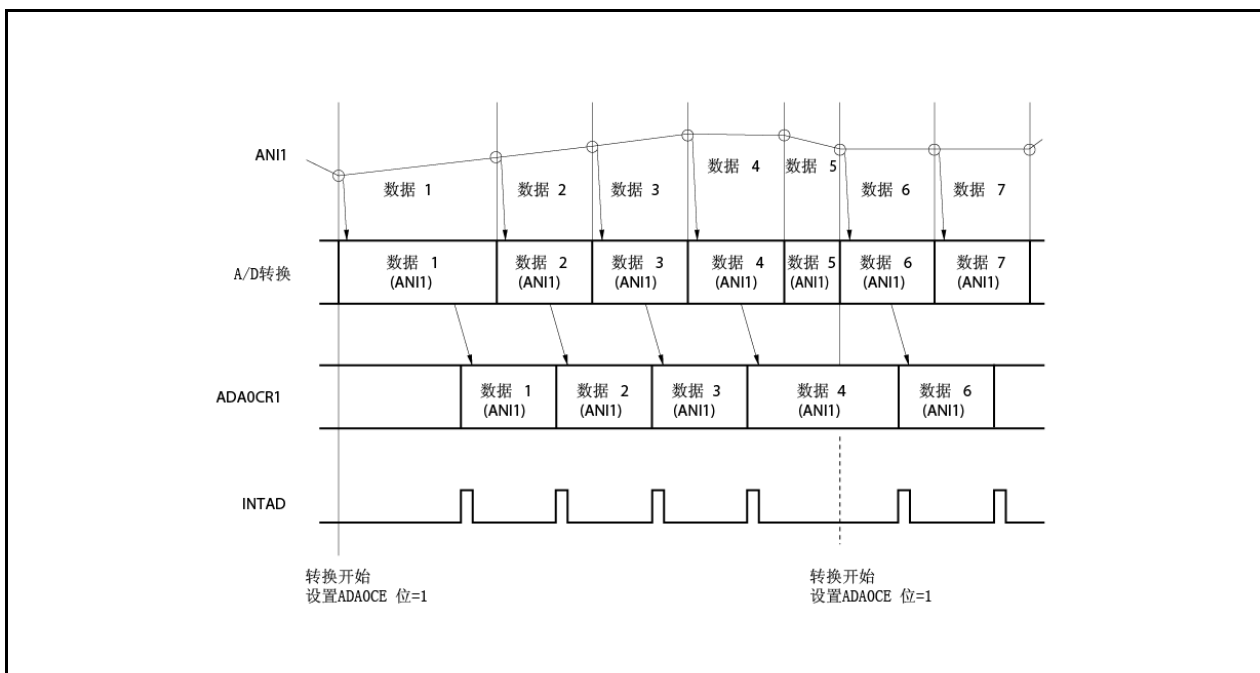 ANI1
数据 1
数据 2
数据 3
数据 4
数据 5
数据 6
数据 7
A/D转换
数据 1
(ANI1)
数据 2
(ANI1)
数据 3
(ANI1)
数据 4
(ANI1)
数据 5
(ANI1)
数据 6
(ANI1)
数据 7
(ANI1)
ADA0CR1
数据 1
(ANI1)
数据 2
(ANI1)
数据 3
(ANI1)
数据 4
(ANI1)
数据 6
(ANI1)
INTAD
转换开始
设置ADA0CE 位=1
转换开始
设置ADA0CE 位=1